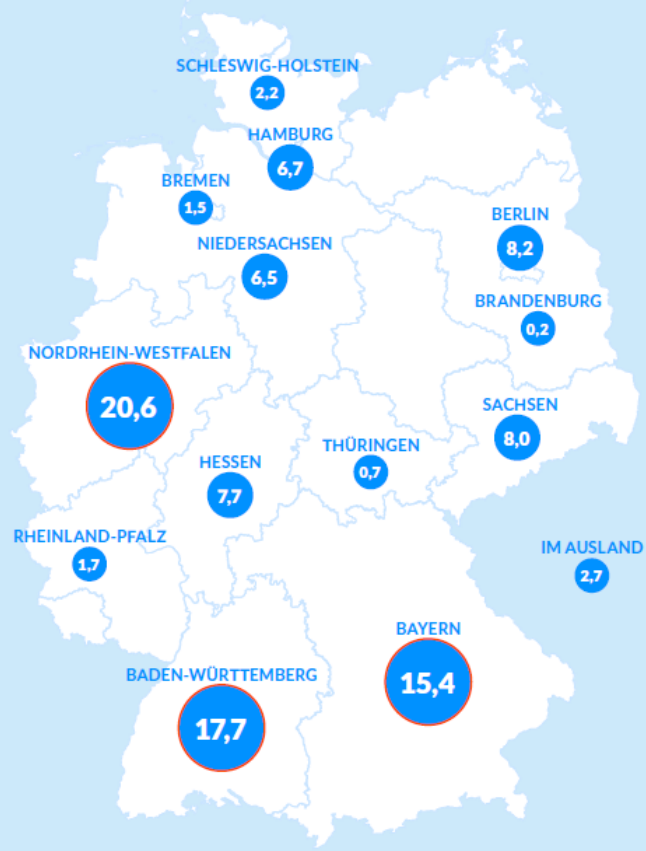 SCHLESWIG-HOLSTEIN
2,2
HAMBURG
6,7
BREMEN
1,5
BERLIN
8,2
NIEDERSACHSEN
6,5
BRANDENBURG
0,2
NORDRHEIN-WESTFALEN
20,6
SACHSEN
8,0
THÜRINGEN
0,7
HESSEN
7,7
RHEINLAND-PFALZ
1,7
IM AUSLAND
2,7
BAYERN
15,4
BADEN-WÜRTTEMBERG
17,7